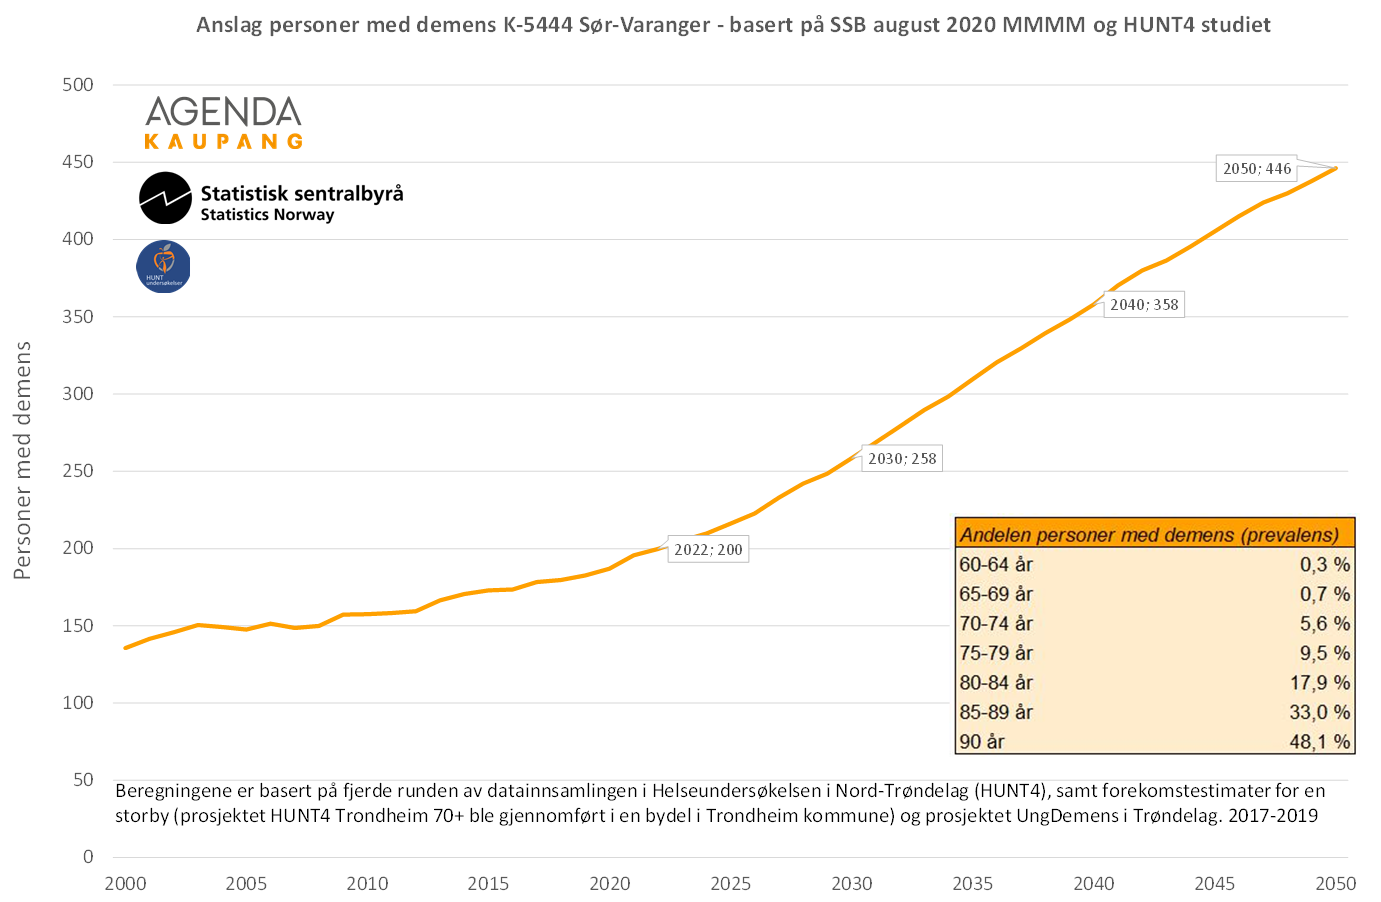 Anslag personer med demens K-5444 Sør-Varanger - basert på SSB august 2020 MMMM og HUNT4 studiet
500
450
400
350
300
250
200
150
100
50
0
Personer med demens
AGENDA
KAUPANG
Statistisk sentralbyrå
Statistics Norway
HUNT
undersøkelser
2050; 446
2040; 358
2030; 258
2022; 200
Andelen personer med demens (prevalens)
60-64 år 0,3 %
65-69 år 0,7 %
70-74 år 5,6 %
75-79 år 9,5 %
80-84 år 17,9 %
85-89 år 33,0 %
90 år 48,1 %
Beregningene er basert på fjerde runden av datainnsamlingen i Helseundersøkelsen i Nord-Trøndelag (HUNT4), samt forekomstestimater for en
storby (prosjektet HUNT4 Trondheim 70+ ble gjennomført i en bydel i Trondheim kommune) og prosjektet UngDemens i Trøndelag. 2017-2019
2000 2005 2010 2015 2020 2025 2030 2035 2040 2045 2050